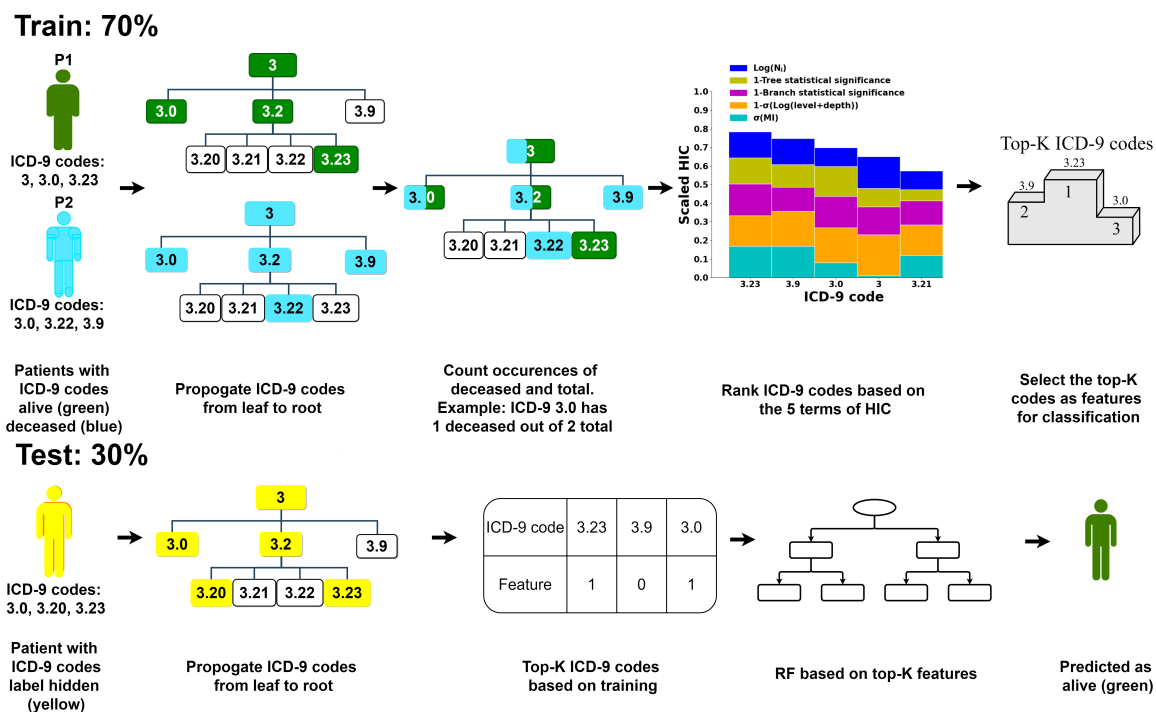 Train: 70%
P1
ICD-9 codes:
3, 3.0, 3.23
P2
ICD-9 codes:
3.0, 3.22, 3.9
3
3.0
3.2
3.9
3.20
3.21
3.22
3.23
3
3.0
3.2
3.9
3.20
3.21
3.22
3.23
3
3.0
3.2
3.9
3.20
3.21
3.22
3.23
Log(Nᵢ)
1-Tree statistical significance
1-Branch statistical significance
1-σ(Log(level+depth))
σ(MI)
Scaled HIC
1.0
0.9
0.8
0.7
0.6
0.5
0.4
0.3
0.2
0.1
0.0
3.23
3.9
3.0
3
3.21
ICD-9 code
Top-K ICD-9 codes
3.23
3.9
3.0
1
2
3
Patients with
ICD-9 codes
alive (green)
deceased (blue)
Propogate ICD-9 codes
from leaf to root
Count occurences of
deceased and total.
Example: ICD-9 3.0 has
1 deceased out of 2 total
Rank ICD-9 codes based on
the 5 terms of HIC
Select the top-K
codes as features
for classification
Test: 30%
ICD-9 codes:
3.0, 3.20, 3.23
3
3.0
3.2
3.9
3.20
3.21
3.22
3.23
ICD-9 code 3.23 3.9 3.0
Feature 1 0 1
Patient with
ICD-9 codes
label hidden
(yellow)
Propogate ICD-9 codes
from leaf to root
Top-K ICD-9 codes
based on training
RF based on top-K features
Predicted as
alive (green)